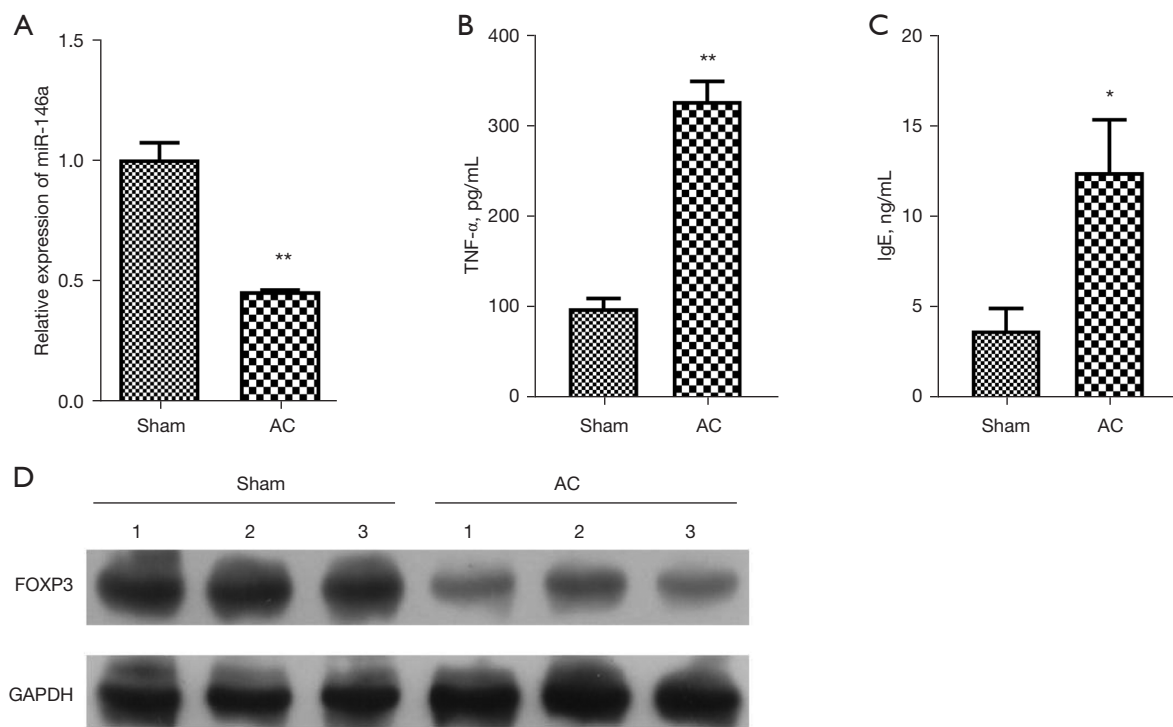 A
Relative expression of miR-146a
1.5
1.0
0.5
0.0
**
Sham AC
B
TNF-α, pg/mL
400
300
200
100
0
**
Sham AC
C
IgE, ng/mL
20
15
10
5
0
*
Sham AC
D
Sham AC
1 2 3 1 2 3
FOXP3
GAPDH